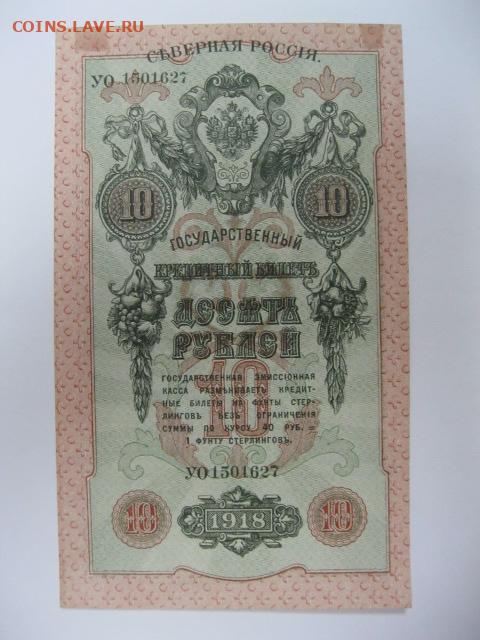 COINS.LAVE.RU
СѢВЕРНАЯ РОССІЯ.
УО 1501627
10 10
ГОСУДАРСТВЕННЫЙ
КРЕДИТНЫЙ БИЛЕТЪ
ДЕСЯТЬ
РУБЛЕЙ
10
ГОСУДАРСТВЕННАЯ ЭМИССІОННАЯ
КАССА РАЗМѢНИВАЕТЪ КРЕДИТ-
НЫЕ БИЛЕТЫ НА ФУНТЫ СТЕР-
ЛИНГОВЪ БЕЗЪ ОГРАНИЧЕНІЯ
СУММЫ ПО КУРСУ 40 РУБ. =
1 ФУНТУ СТЕРЛИНГОВЪ.
УО 1501627
10 1918 10